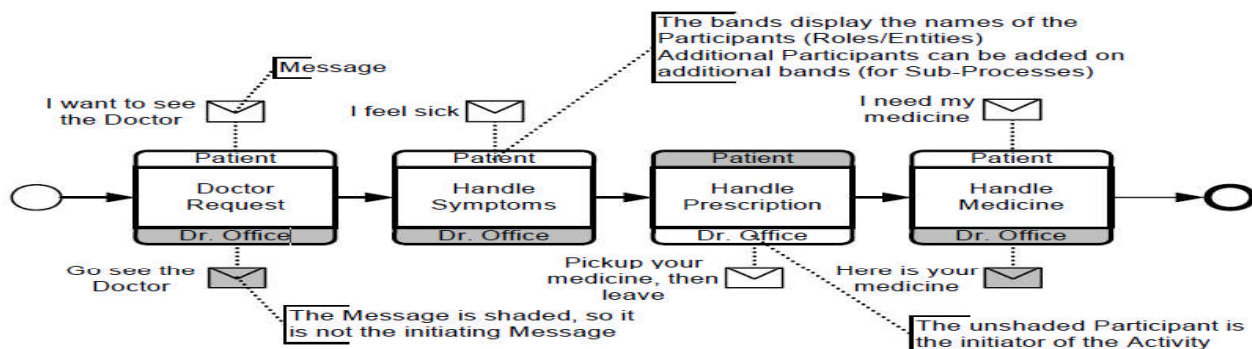 The bands display the names of the
Participants (Roles/Entities)
Additional Participants can be added on
additional bands (for Sub-Processes)
Message
I want to see
the Doctor
I feel sick
I need my
medicine
Patient
Doctor
Request
Dr. Office
Patient
Handle
Symptoms
Dr. Office
Patient
Handle
Prescription
Dr. Office
Patient
Handle
Medicine
Dr. Office
Go see the
Doctor
Pickup your
medicine, then
leave
Here is your
medicine
The Message is shaded, so it
is not the initiating Message
The unshaded Participant is
the initiator of the Activity